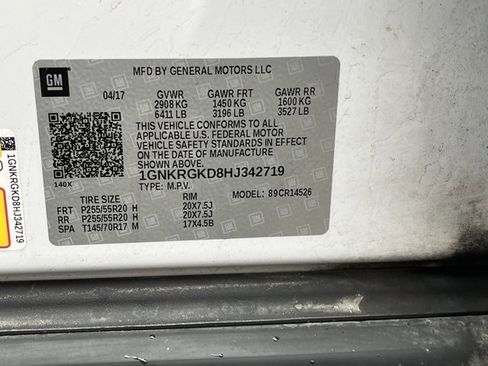 GM
MFD BY GENERAL MOTORS LLC
04/17 GVWR GAWR FRT GAWR RR
2908 KG 1450 KG 1600 KG
6411 LB 3196 LB 3527 LB
THIS VEHICLE CONFORMS TO ALL
APPLICABLE U.S. FEDERAL MOTOR
VEHICLE SAFETY STANDARDS IN EFFECT
ON THE DATE OF MANUFACTURE SHOWN ABOVE.
1GNKRGKD8HJ342719
140X TYPE: M.P.V. MODEL: 89CR14526
TIRE SIZE RIM
FRT P255/55R20 H 20X7.5J
RR P255/55R20 H 20X7.5J
SPA T145/70R17 M 17X4.5B
1GNKRGKD8HJ342719